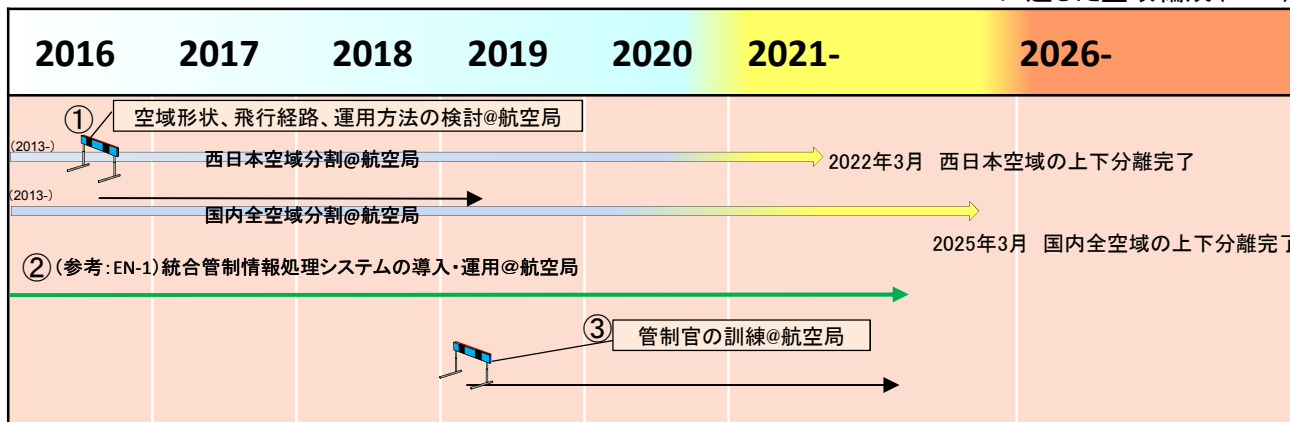 2016 2017 2018 2019 2020 2021- 2026-
① 空域形状、飛行経路、運用方法の検討@航空局
(2013-) 西日本空域分割@航空局 2022年3月 西日本空域の上下分離完了
(2013-) 国内全空域分割@航空局
2025年3月 国内全空域の上下分離完了
② (参考:EN-1)統合管制情報処理システムの導入・運用@航空局
③ 管制官の訓練@航空局